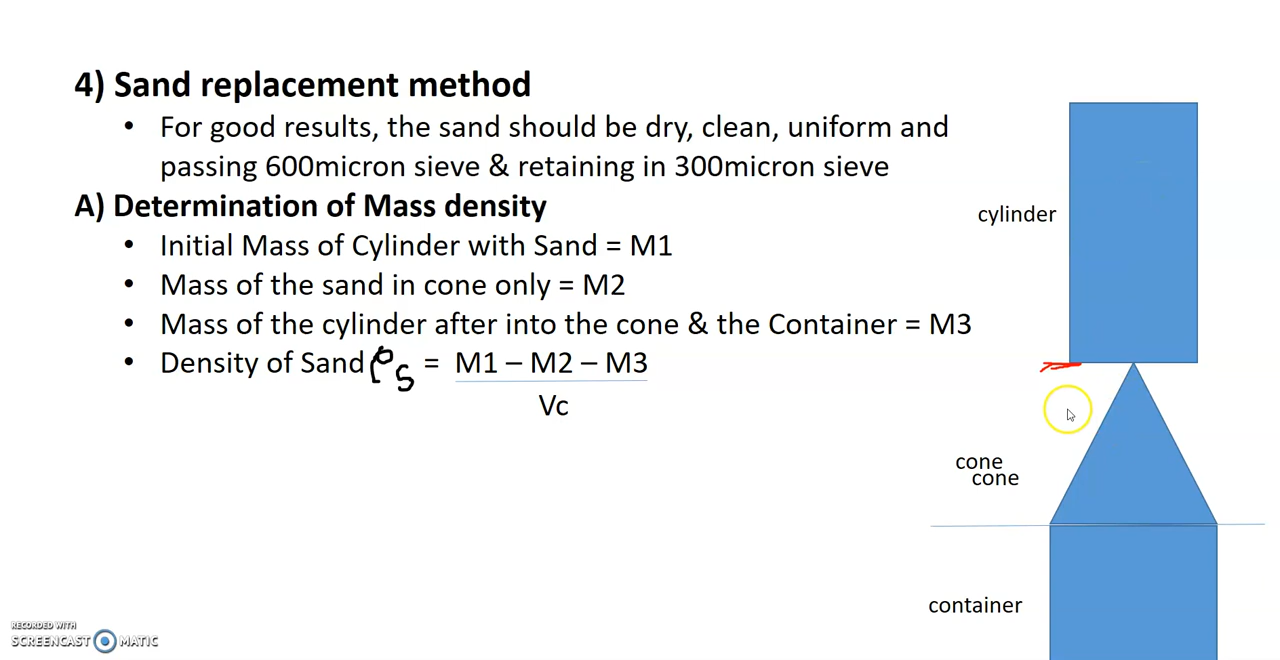 4) Sand replacement method
• For good results, the sand should be dry, clean, uniform and
passing 600micron sieve & retaining in 300micron sieve
A) Determination of Mass density
• Initial Mass of Cylinder with Sand = M1
• Mass of the sand in cone only = M2
• Mass of the cylinder after into the cone & the Container = M3
• Density of Sand ρs = M1 – M2 – M3
Vc
cylinder
cone
cone
container
RECORDED WITH
SCREENCAST MATIC